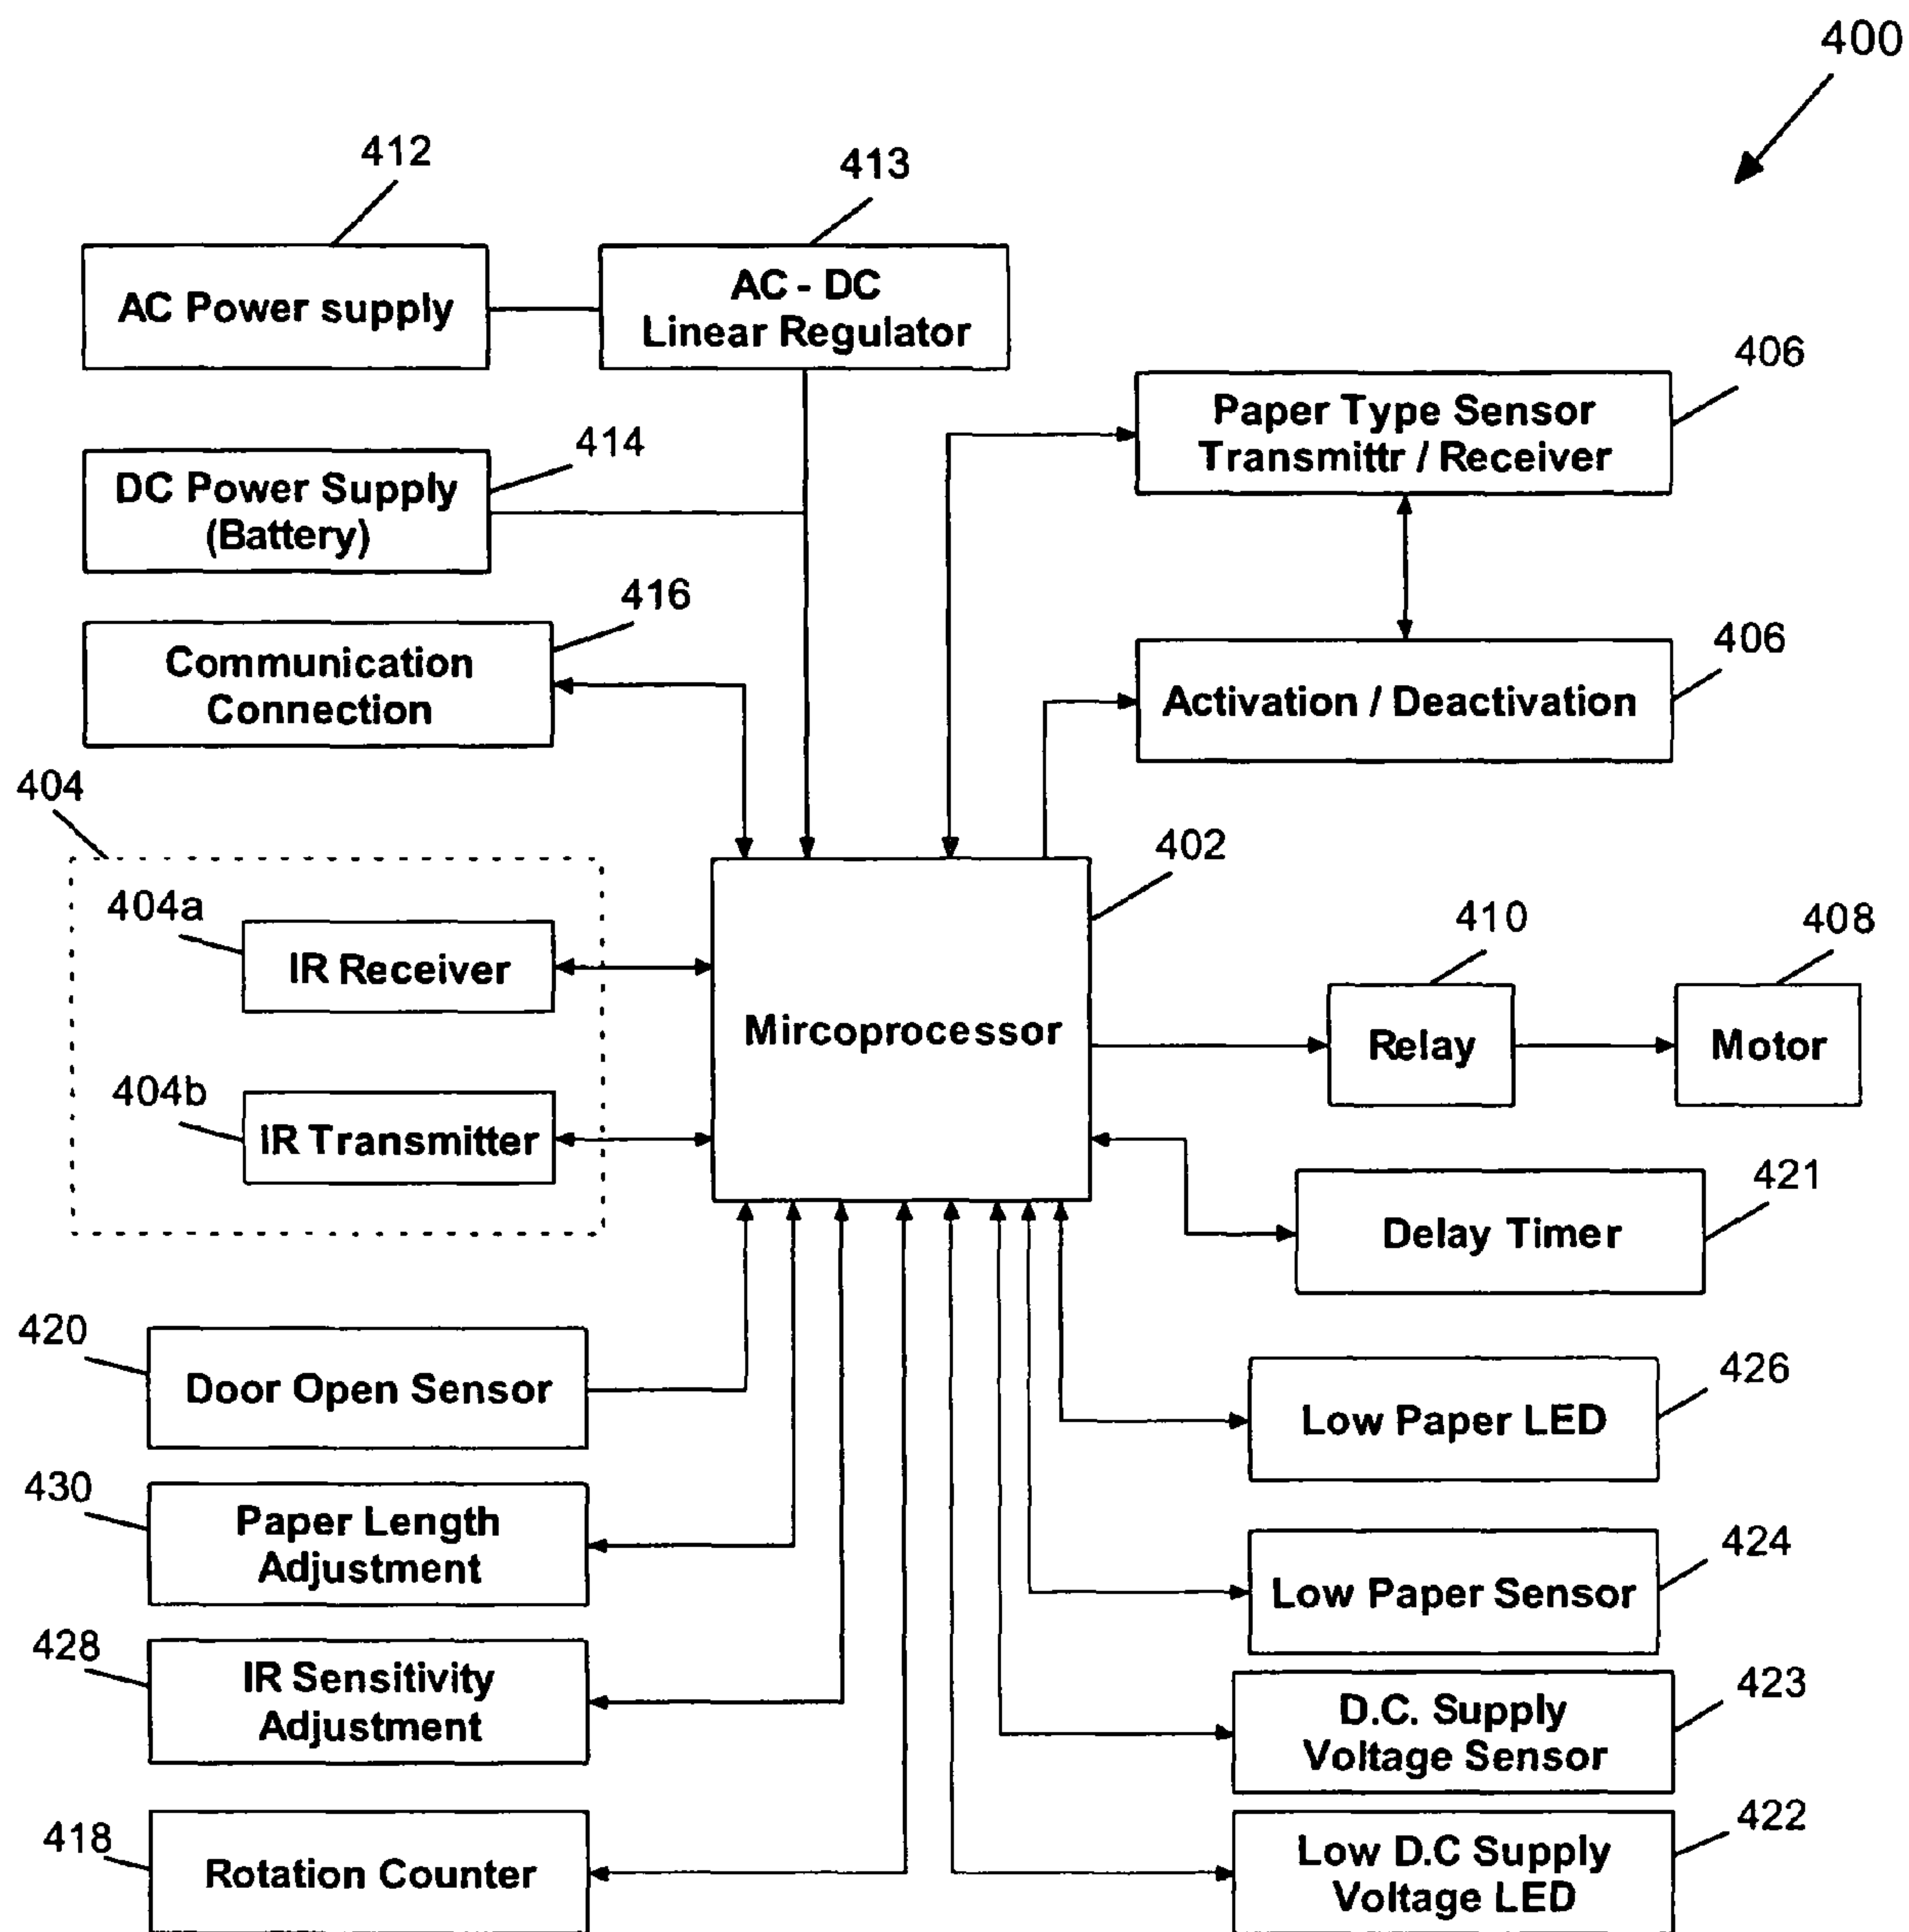 400
412
413
AC Power supply
AC - DC
Linear Regulator
406
Paper Type Sensor
Transmittr / Receiver
414
DC Power Supply
(Battery)
416
Communication
Connection
406
Activation / Deactivation
404
402
404a
IR Receiver
410
408
Mircoprocessor
Relay
Motor
404b
IR Transmitter
421
Delay Timer
420
Door Open Sensor
426
Low Paper LED
430
Paper Length
Adjustment
424
Low Paper Sensor
428
IR Sensitivity
Adjustment
423
D.C. Supply
Voltage Sensor
418
Rotation Counter
422
Low D.C Supply
Voltage LED